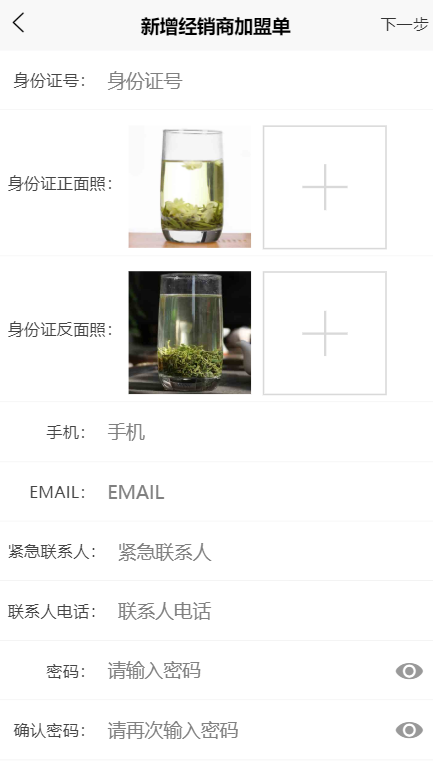 新增经销商加盟单 下一步
身份证号： 身份证号
身份证正面照：
身份证反面照：
手机： 手机
EMAIL： EMAIL
紧急联系人： 紧急联系人
联系人电话： 联系人电话
密码： 请输入密码
确认密码： 请再次输入密码